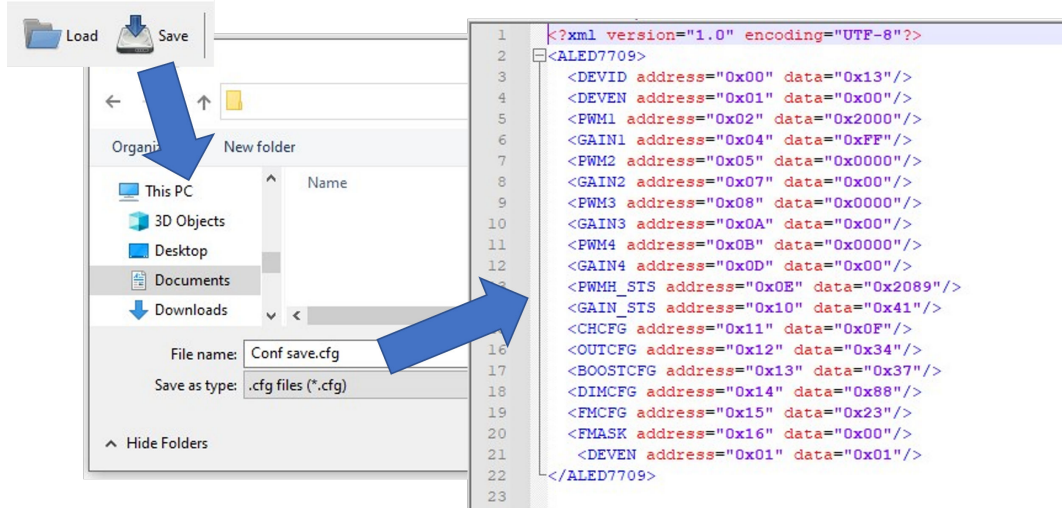 Load Save
Organi New folder
This PC
Name
3D Objects
Desktop
Documents
Downloads
File name: Conf save.cfg
Save as type: .cfg files (*.cfg)
Hide Folders
1 <?xml version="1.0" encoding="UTF-8"?>
2 <ALED7709>
3 <DEVID address="0x00" data="0x13"/>
4 <DEVEN address="0x01" data="0x00"/>
5 <PWM1 address="0x02" data="0x2000"/>
6 <GAIN1 address="0x04" data="0xFF"/>
7 <PWM2 address="0x05" data="0x0000"/>
8 <GAIN2 address="0x07" data="0x00"/>
9 <PWM3 address="0x08" data="0x0000"/>
10 <GAIN3 address="0x0A" data="0x00"/>
11 <PWM4 address="0x0B" data="0x0000"/>
12 <GAIN4 address="0x0D" data="0x00"/>
<PWMH_STS address="0x0E" data="0x2089"/>
<GAIN_STS address="0x10" data="0x41"/>
<CHCFG address="0x11" data="0x0F"/>
16 <OUTCFG address="0x12" data="0x34"/>
17 <BOOSTCFG address="0x13" data="0x37"/>
18 <DIMCFG address="0x14" data="0x88"/>
19 <FMCFG address="0x15" data="0x23"/>
20 <FMASK address="0x16" data="0x00"/>
21 <DEVEN address="0x01" data="0x01"/>
22 </ALED7709>
23